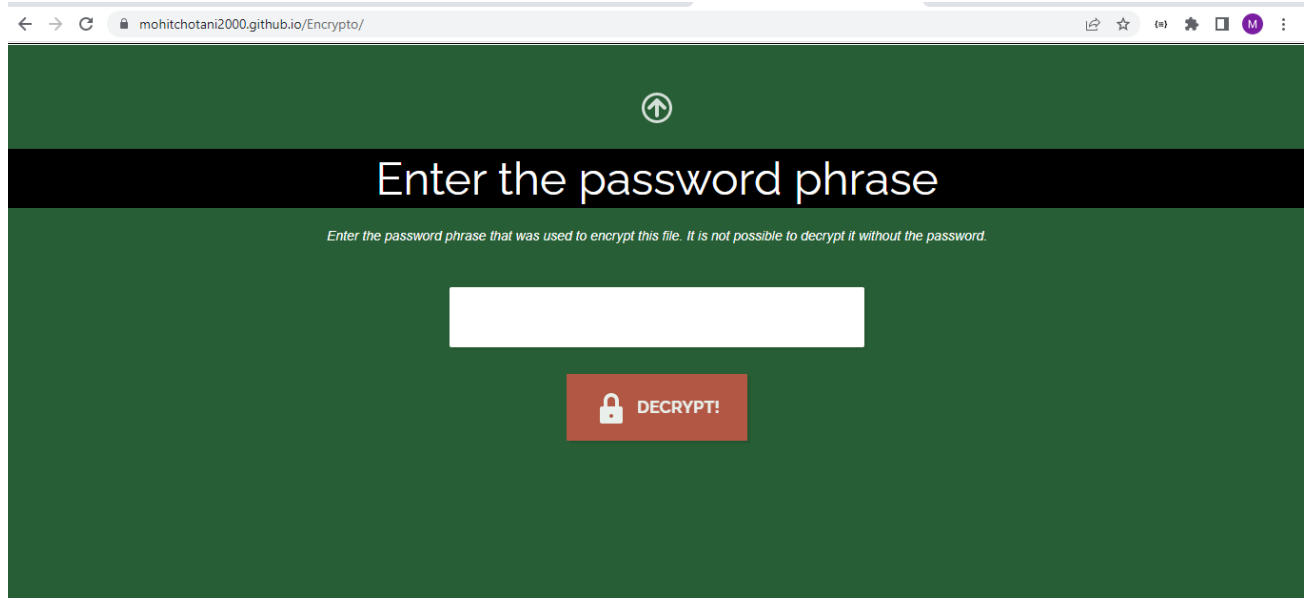 mohitchotani2000.github.io/Encrypto/
M
Enter the password phrase
Enter the password phrase that was used to encrypt this file. It is not possible to decrypt it without the password.
DECRYPT!